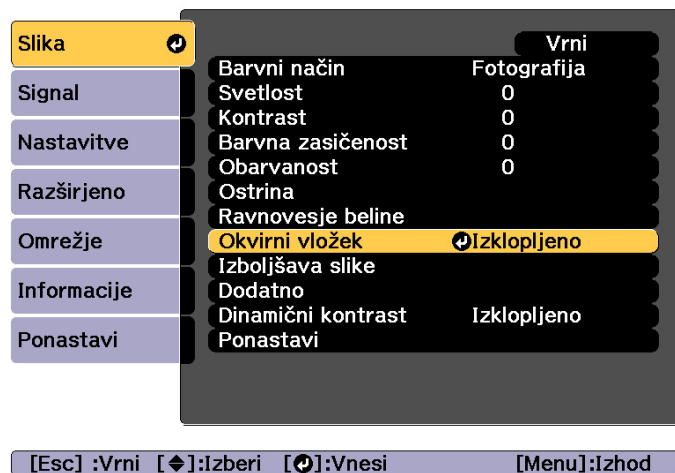 Slika
Signal
Nastavitve
Razširjeno
Omrežje
Informacije
Ponastavi
Vrni
Barvni način Fotografija
Svetlost 0
Kontrast 0
Barvna zasičenost 0
Obarvanost 0
Ostrina
Ravnovesje beline
Okvirni vložek Izklopljeno
Izboljšava slike
Dodatno
Dinamični kontrast Izklopljeno
Ponastavi
[Esc] :Vrni [◆]:Izberi [↵]:Vnesi [Menu]:Izhod